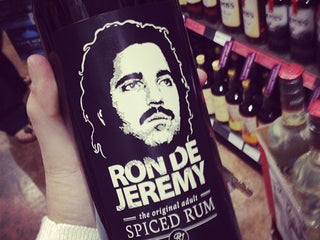 RON DE
JEREMY
the original adult
SPICED RUM